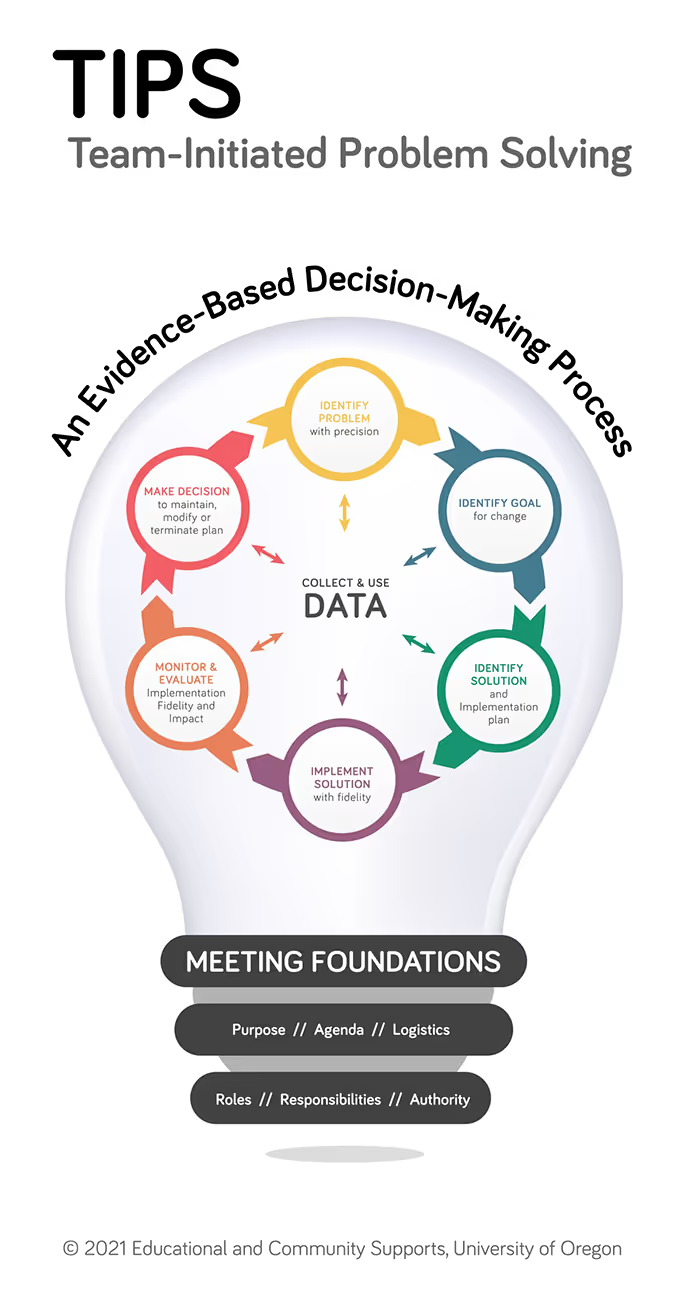 TIPS
Team-Initiated Problem Solving
An Evidence-Based Decision-Making Process
IDENTIFY
PROBLEM
with precision
IDENTIFY GOAL
for change
IDENTIFY
SOLUTION
and
Implementation
plan
IMPLEMENT
SOLUTION
with fidelity
MONITOR &
EVALUATE
Implementation
Fidelity and
Impact
MAKE DECISION
to maintain,
modify or
terminate plan
COLLECT & USE
DATA
MEETING FOUNDATIONS
Purpose // Agenda // Logistics
Roles // Responsibilities // Authority
© 2021 Educational and Community Supports, University of Oregon